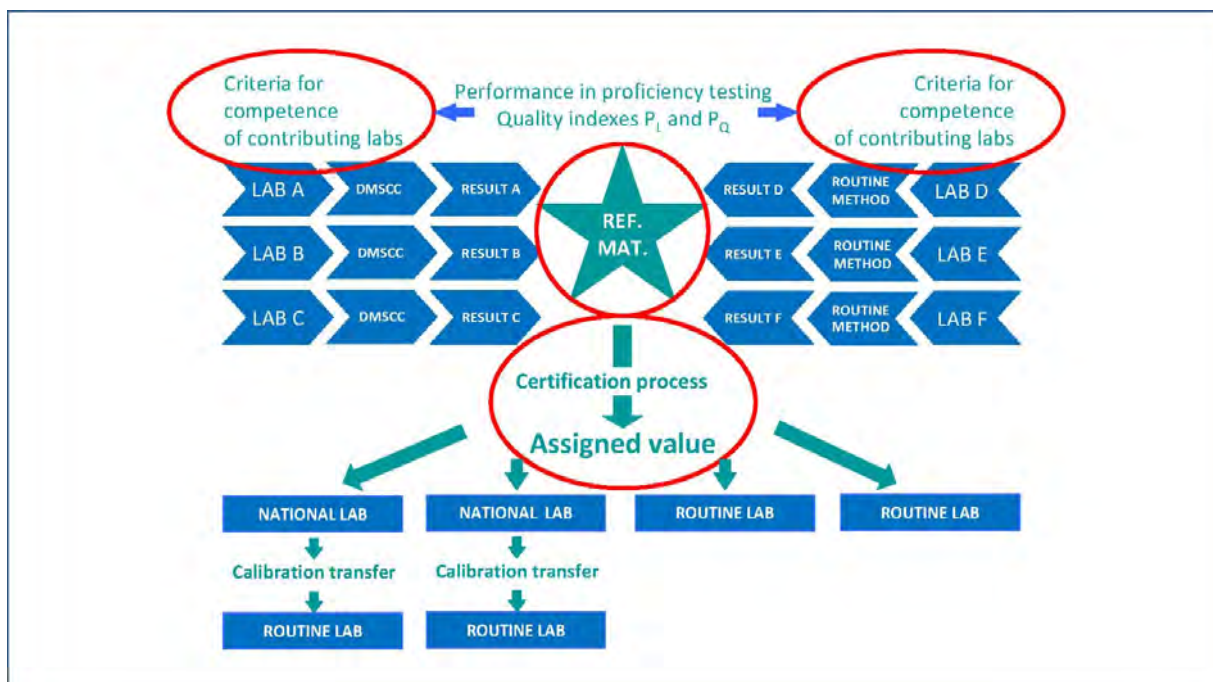 Criteria for
competence
of contributing labs
Performance in proficiency testing
Quality indexes P_L and P_Q
Criteria for
competence
of contributing labs
LAB A
DMSCC
RESULT A
LAB B
DMSCC
RESULT B
LAB C
DMSCC
RESULT C
REF.
MAT.
RESULT D
ROUTINE
METHOD
LAB D
RESULT E
ROUTINE
METHOD
LAB E
RESULT F
ROUTINE
METHOD
LAB F
Certification process
Assigned value
NATIONAL LAB
NATIONAL LAB
ROUTINE LAB
ROUTINE LAB
Calibration transfer
Calibration transfer
ROUTINE LAB
ROUTINE LAB